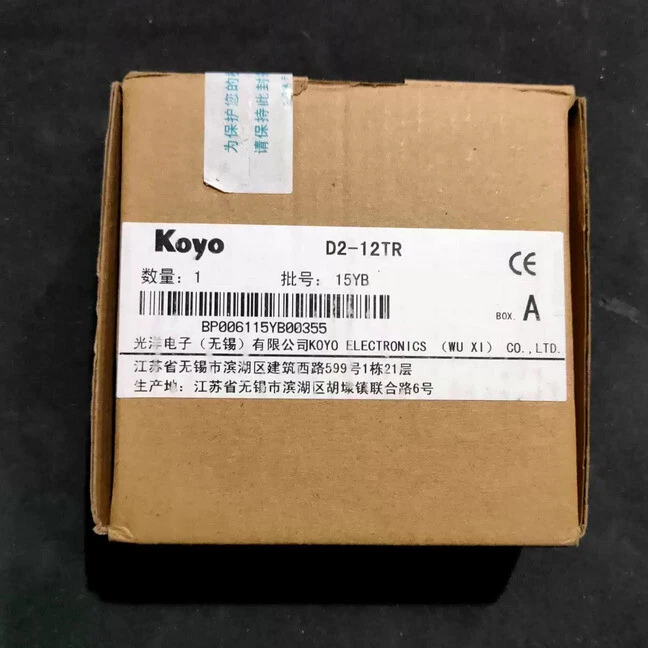 为保护您的
请保持此封
Koyo
D2-12TR
CE
数量: 1
批号: 15YB
BOX. A
BP006115YB00355
光洋电子（无锡）有限公司KOYO ELECTRONICS （WU XI） CO.,LTD.
江苏省无锡市滨湖区建筑西路599号1栋21层
生产地: 江苏省无锡市滨湖区胡埭镇联合路6号